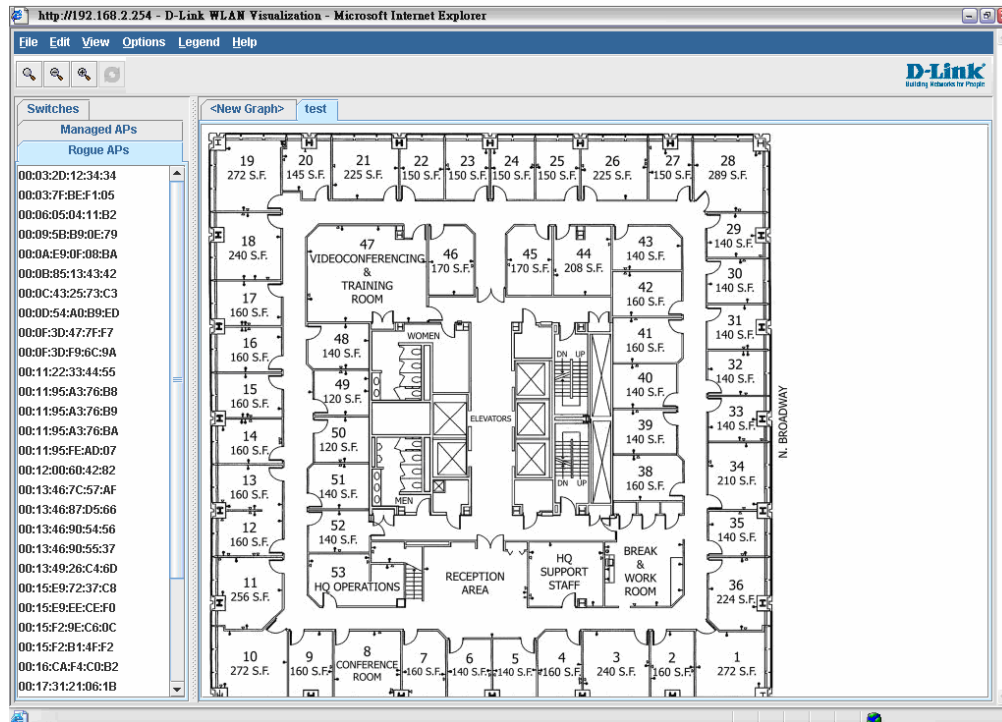 http://192.168.2.254 - D-Link WLAN Visualization - Microsoft Internet Explorer
File Edit View Options Legend Help
D-Link
Building Networks for People
Switches
Managed APs
Rogue APs
00:03:2D:12:34:34
00:03:7F:BE:F1:05
00:06:05:04:11:B2
00:09:5B:B9:0E:79
00:0A:E9:0F:08:BA
00:0B:85:13:43:42
00:0C:43:25:73:C3
00:0D:54:A0:B9:ED
00:0F:3D:47:7F:F7
00:0F:3D:F9:6C:9A
00:11:22:33:44:55
00:11:95:A3:76:B8
00:11:95:A3:76:B9
00:11:95:A3:76:BA
00:11:95:FE:AD:07
00:12:00:60:42:82
00:13:46:7C:57:AF
00:13:46:87:D5:66
00:13:46:90:54:56
00:13:46:90:55:37
00:13:49:26:C4:6D
00:15:E9:72:37:C8
00:15:E9:EE:CE:F0
00:15:F2:9E:C6:0C
00:15:F2:B1:4F:F2
00:16:CA:F4:C0:B2
00:17:31:21:06:1B
<New Graph> test
19
272 S.F.
20
145 S.F.
21
225 S.F.
22
150 S.F.
23
150 S.F.
24
150 S.F.
25
150 S.F.
26
225 S.F.
27
150 S.F.
28
289 S.F.
18
240 S.F.
47
VIDEOCONFERENCING
&
TRAINING
ROOM
46
170 S.F.
45
170 S.F.
44
208 S.F.
43
140 S.F.
29
140 S.F.
42
160 S.F.
30
140 S.F.
17
160 S.F.
16
160 S.F.
48
140 S.F.
WOMEN
DN UP
41
160 S.F.
31
140 S.F.
32
140 S.F.
15
160 S.F.
49
120 S.F.
40
140 S.F.
ELEVATORS
33
140 S.F.
N. BROADWAY
14
160 S.F.
50
120 S.F.
39
140 S.F.
34
210 S.F.
13
160 S.F.
51
140 S.F.
MEN
DN UP
38
160 S.F.
12
160 S.F.
52
140 S.F.
35
140 S.F.
11
256 S.F.
53
HQ OPERATIONS
RECEPTION
AREA
HQ
SUPPORT
STAFF
BREAK
&
WORK
ROOM
36
224 S.F.
10
272 S.F.
9
160 S.F.
8
CONFERENCE
ROOM
7
160 S.F.
6
140 S.F.
5
140 S.F.
4
160 S.F.
3
240 S.F.
2
160 S.F.
1
272 S.F.